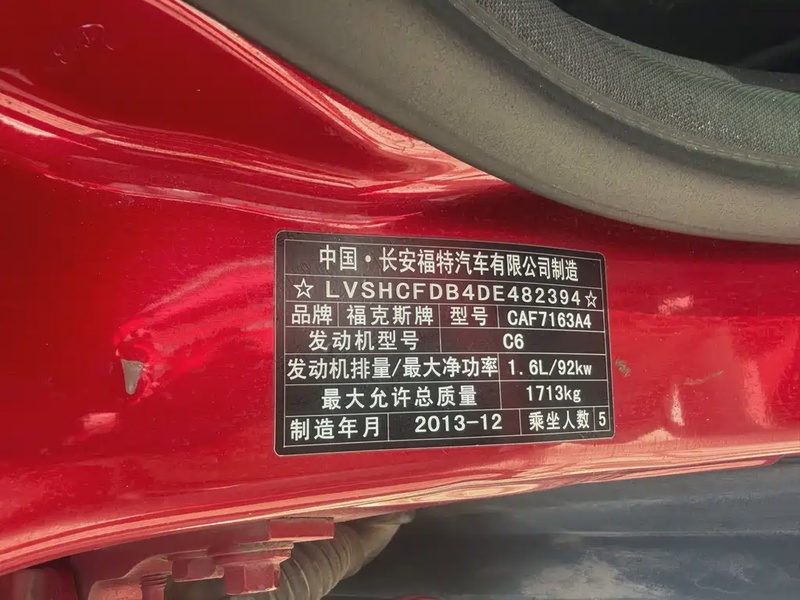 中国·长安福特汽车有限公司制造
☆LVSHCFDB4DE482394☆
品牌 福克斯牌 型号 CAF7163A4
发动机型号 C6
发动机排量/最大净功率 1.6L/92kw
最大允许总质量 1713kg
制造年月 2013-12 乘坐人数 5